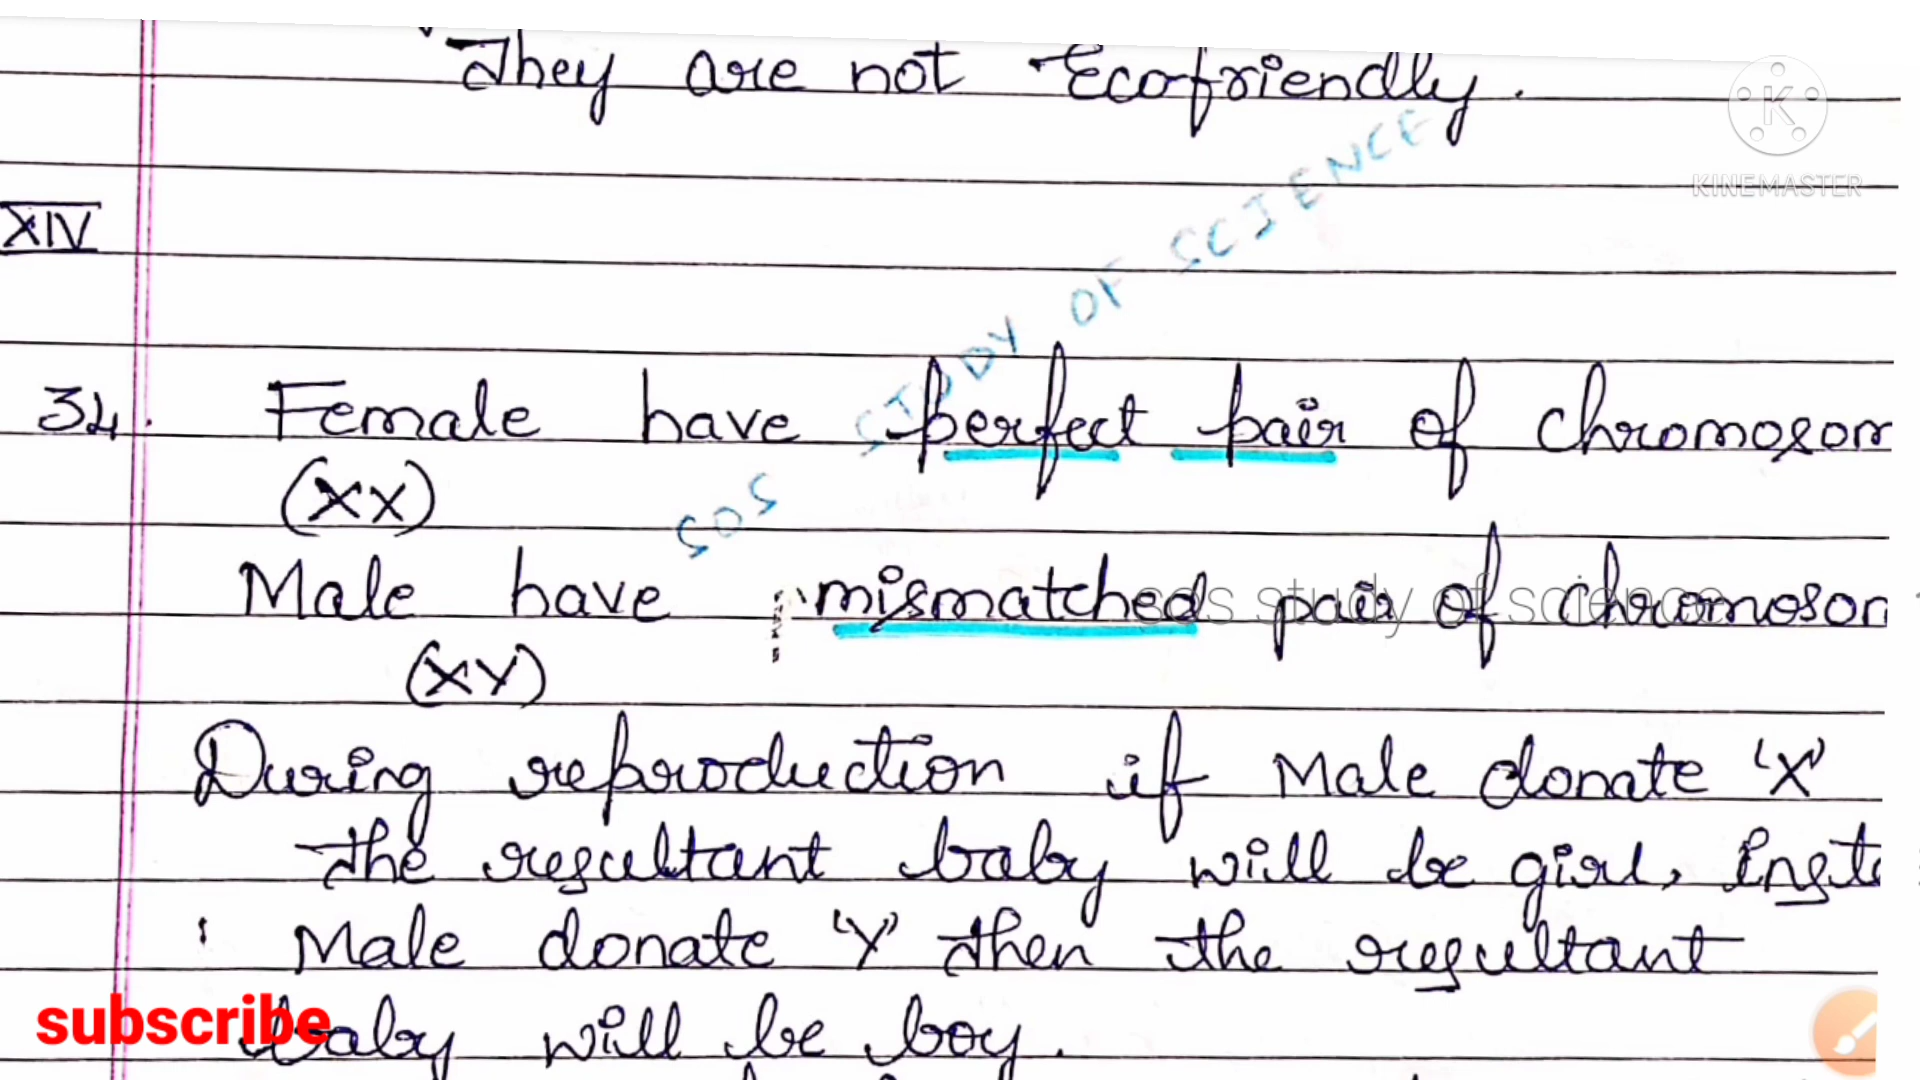 They are not Ecofriendly.
K
KINEMASTER
XIV
SOS STUDY OF SCIENCE
34. Female have perfect pair of chromosom
(XX)
Male have mismatched pair of chromosom
sos study of science
(XY)
During reproduction if Male donate 'X'
the resultant baby will be girl, inste
Male donate 'Y' then the resultant
baby will be boy.
subscribe